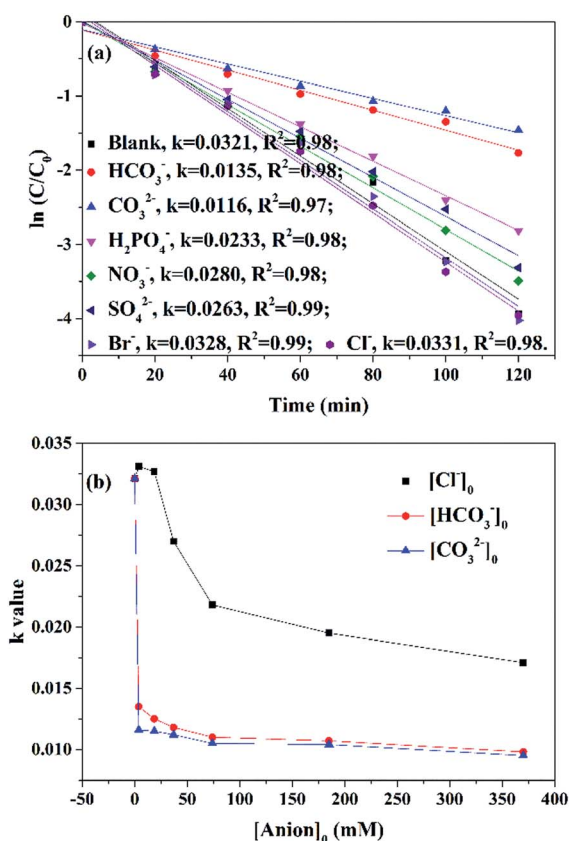 0
(a)
-1
Blank, k=0.0321, R²=0.98;
HCO₃⁻, k=0.0135, R²=0.98;
-2
CO₃²⁻, k=0.0116, R²=0.97;
ln (C/C₀)
H₂PO₄⁻, k=0.0233, R²=0.98;
-3
NO₃⁻, k=0.0280, R²=0.98;
SO₄²⁻, k=0.0263, R²=0.99;
-4
Br⁻, k=0.0328, R²=0.99; Cl⁻, k=0.0331, R²=0.98.
0 20 40 60 80 100 120
Time (min)
0.035
(b)
[Cl⁻]₀
0.030
[HCO₃⁻]₀
[CO₃²⁻]₀
0.025
k value
0.020
0.015
0.010
-50 0 50 100 150 200 250 300 350 400
[Anion]₀ (mM)